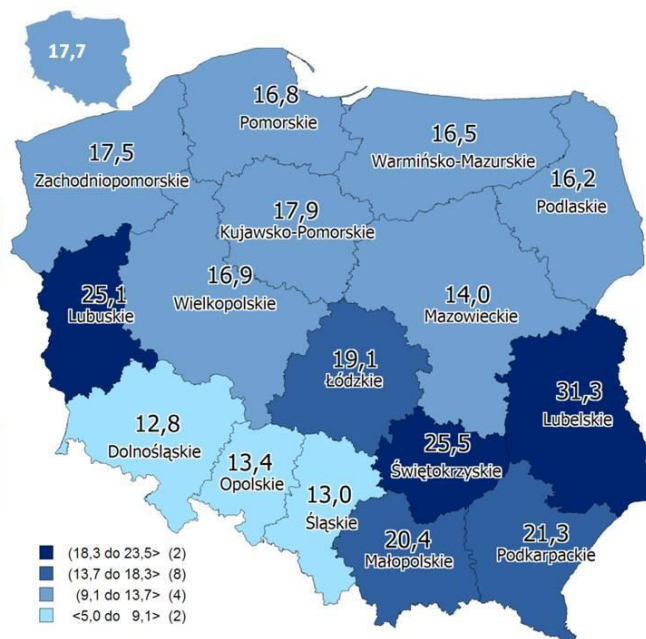 17,7
16,8
Pomorskie
16,5
Warmińsko-Mazurskie
17,5
Zachodniopomorskie
16,2
Podlaskie
17,9
Kujawsko-Pomorskie
16,9
Wielkopolskie
25,1
Lubuskie
14,0
Mazowieckie
19,1
Łódzkie
31,3
Lubelskie
12,8
Dolnośląskie
13,4
Opolskie
13,0
Śląskie
25,5
Świętokrzyskie
20,4
Małopolskie
21,3
Podkarpackie
(18,3 do 23,5> (2)
(13,7 do 18,3> (8)
(9,1 do 13,7> (4)
<5,0 do 9,1> (2)